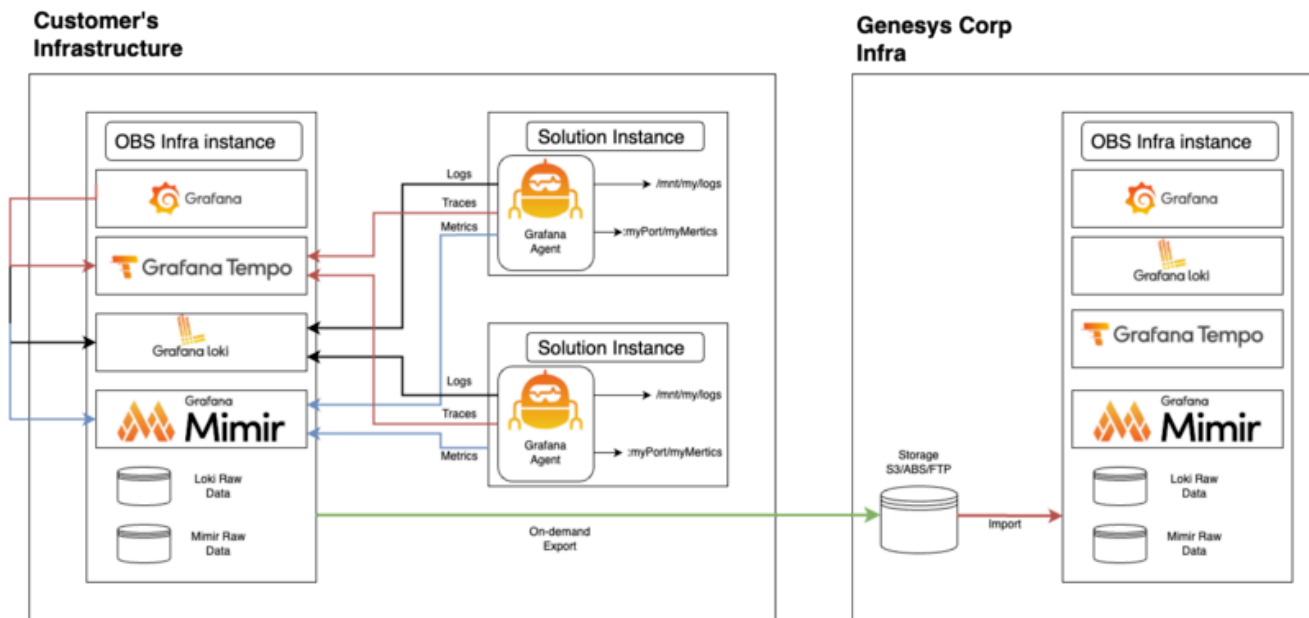 Customer's
Infrastructure
OBS Infra instance
Grafana
Grafana Tempo
Grafana loki
Grafana
Mimir
Loki Raw
Data
Mimir Raw
Data
Logs
Traces
Metrics
Solution Instance
Grafana
Agent
/mnt/my/logs
:myPort/myMertics
Logs
Traces
Metrics
Solution Instance
Grafana
Agent
/mnt/my/logs
:myPort/myMertics
On-demand
Export
Genesys Corp
Infra
Storage
S3/ABS/FTP
Import
OBS Infra instance
Grafana
Grafana loki
Grafana Tempo
Grafana
Mimir
Loki Raw
Data
Mimir Raw
Data